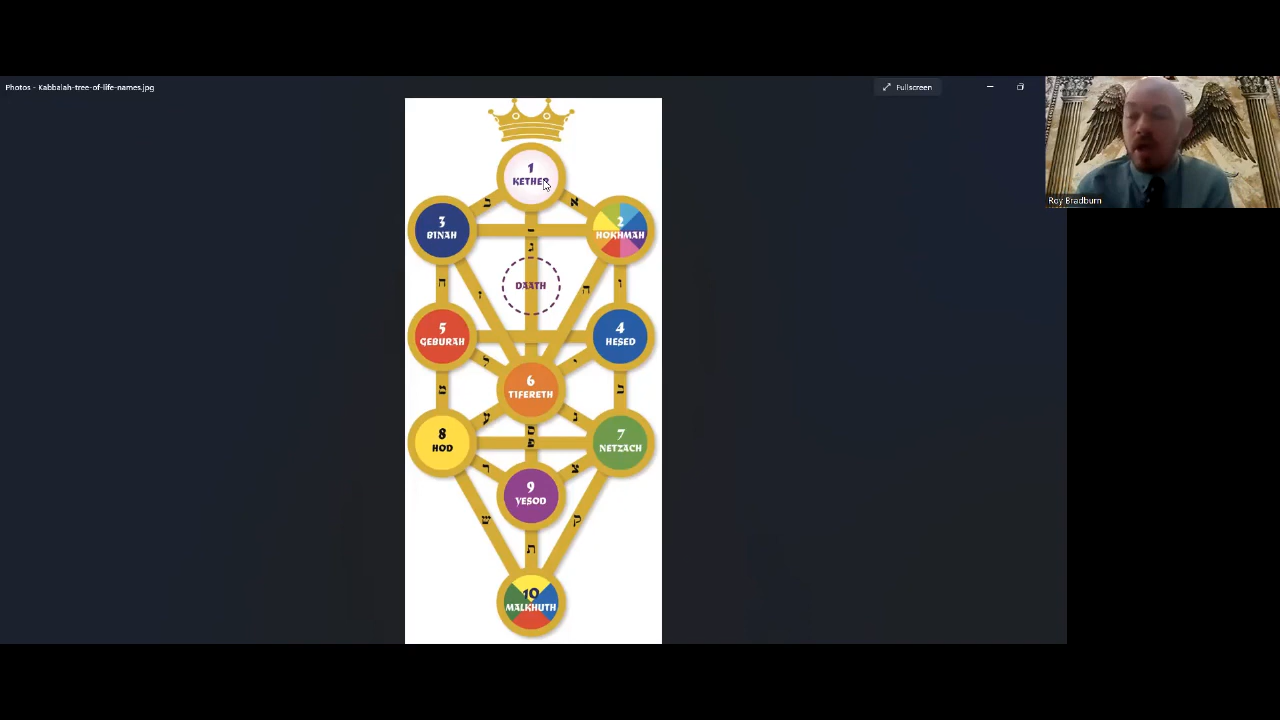 Photos - Kabbalah-tree-of-life-names.jpg
Fullscreen
Roy Bradburn
1
KETHER
ב
א
3
BINAH
2
HOKHMAH
ג
DAATH
ח
ז
ה
ו
5
GEBURAH
4
HESED
ל
י
6
TIFERETH
מ
ע
נ
8
HOD
פ
7
NETZACH
צ
9
YESOD
ש
ק
ת
10
MALKHUTH